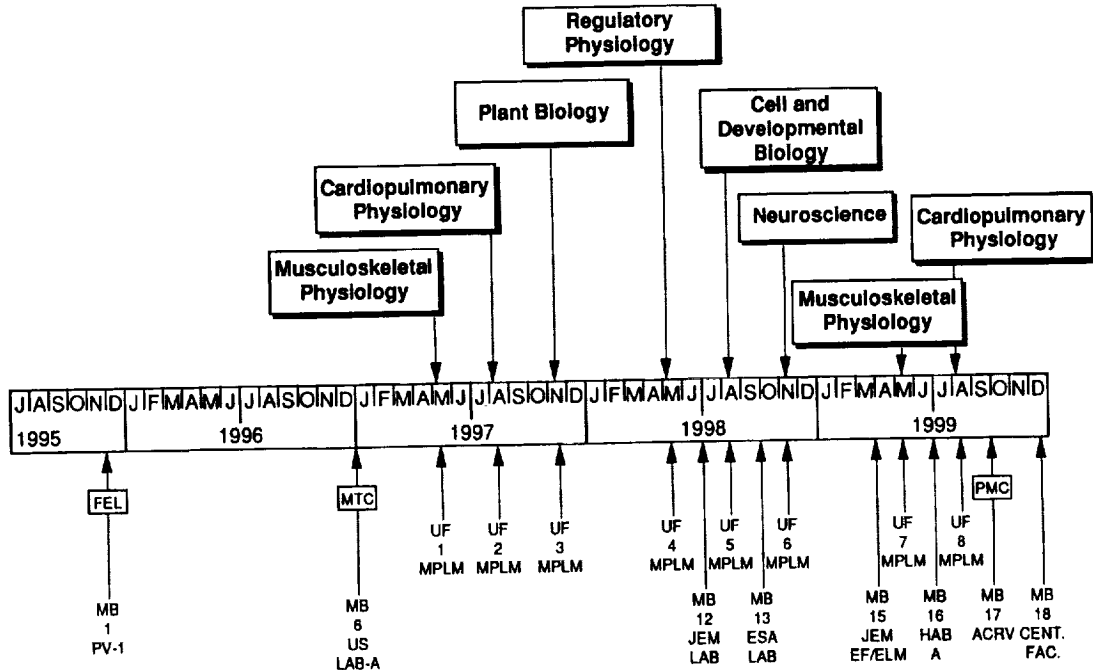 Regulatory
Physiology
Plant Biology
Cell and
Developmental
Biology
Cardiopulmonary
Physiology
Neuroscience
Cardiopulmonary
Physiology
Musculoskeletal
Physiology
Musculoskeletal
Physiology
J A S O N D J F M A M J J A S O N D J F M A M J J A S O N D J F M A M J J A S O N D J F M A M J J A S O N D
1995 1996 1997 1998 1999
FEL
MTC
PMC
UF
1
MPLM
UF
2
MPLM
UF
3
MPLM
UF
4
MPLM
UF
5
MPLM
UF
6
MPLM
UF
7
MPLM
UF
8
MPLM
MB
1
PV-1
MB
6
US
LAB-A
MB
12
JEM
LAB
MB
13
ESA
LAB
MB
15
JEM
EF/ELM
MB
16
HAB
A
MB
17
ACRV
MB
18
CENT.
FAC.